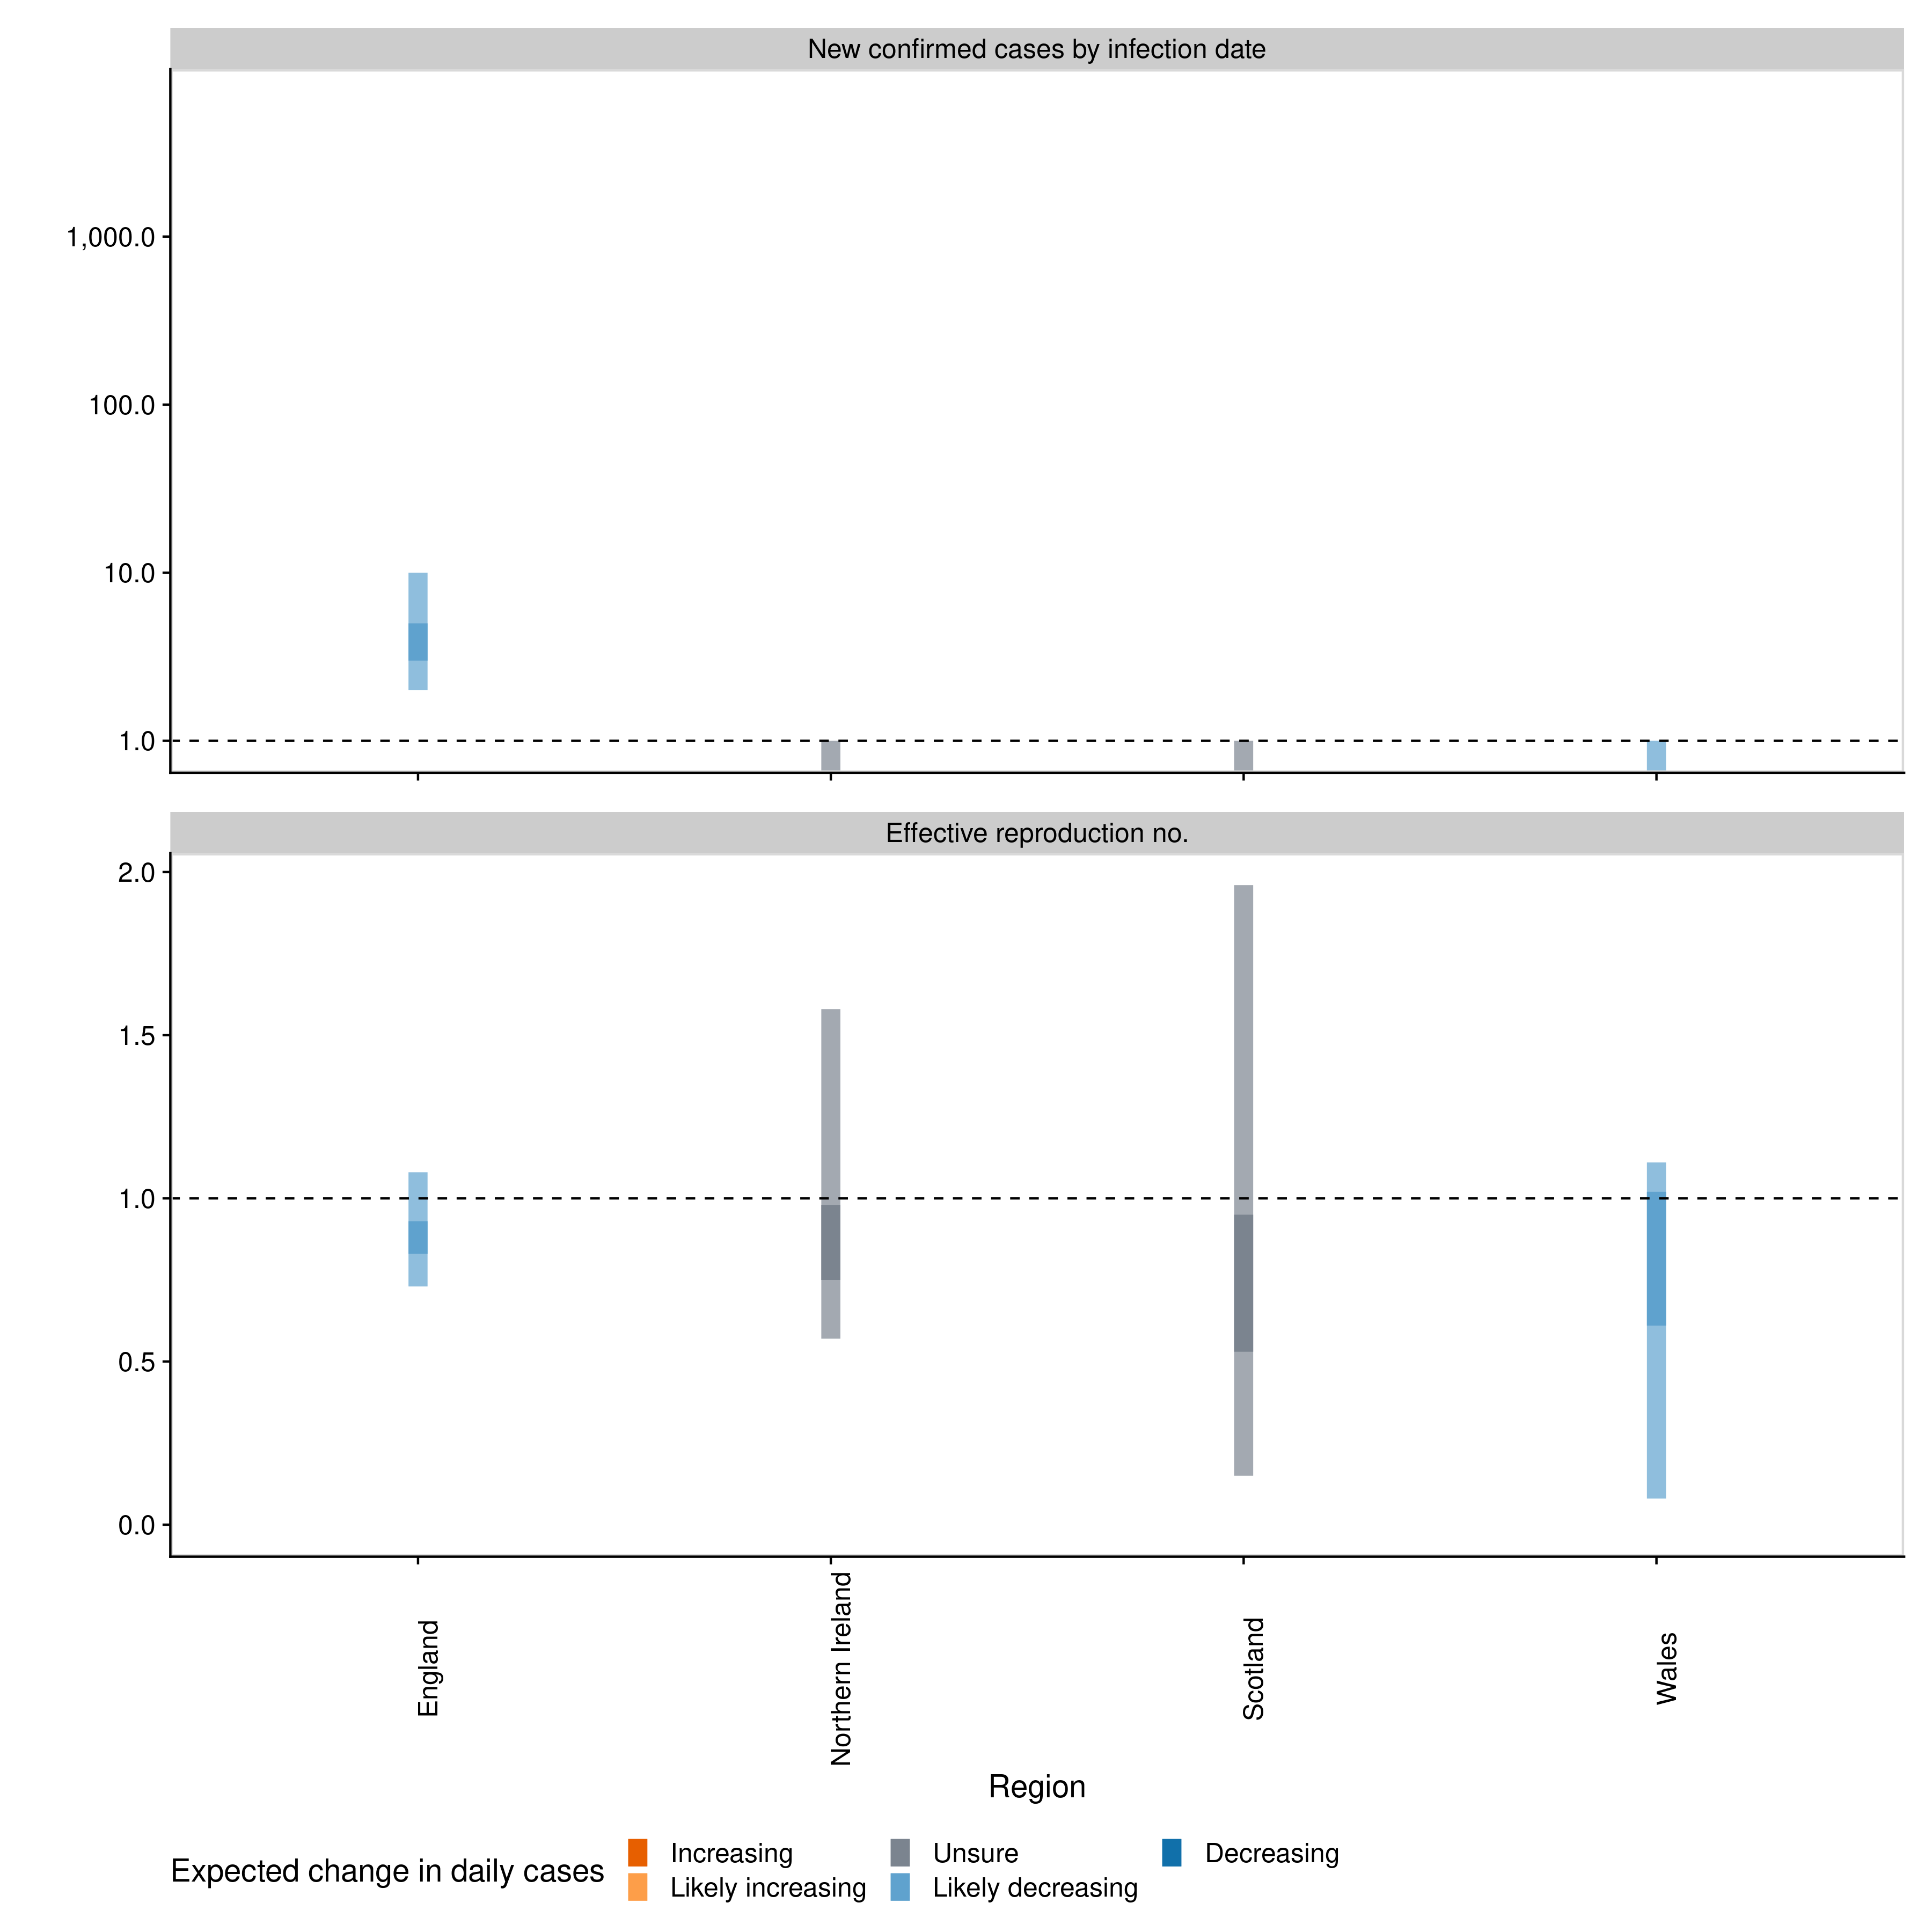 New confirmed cases by infection date
1,000.0
100.0
10.0
1.0
Effective reproduction no.
2.0
1.5
1.0
0.5
0.0
England
Northern Ireland
Scotland
Wales
Region
Expected change in daily cases
Increasing
Likely increasing
Unsure
Likely decreasing
Decreasing